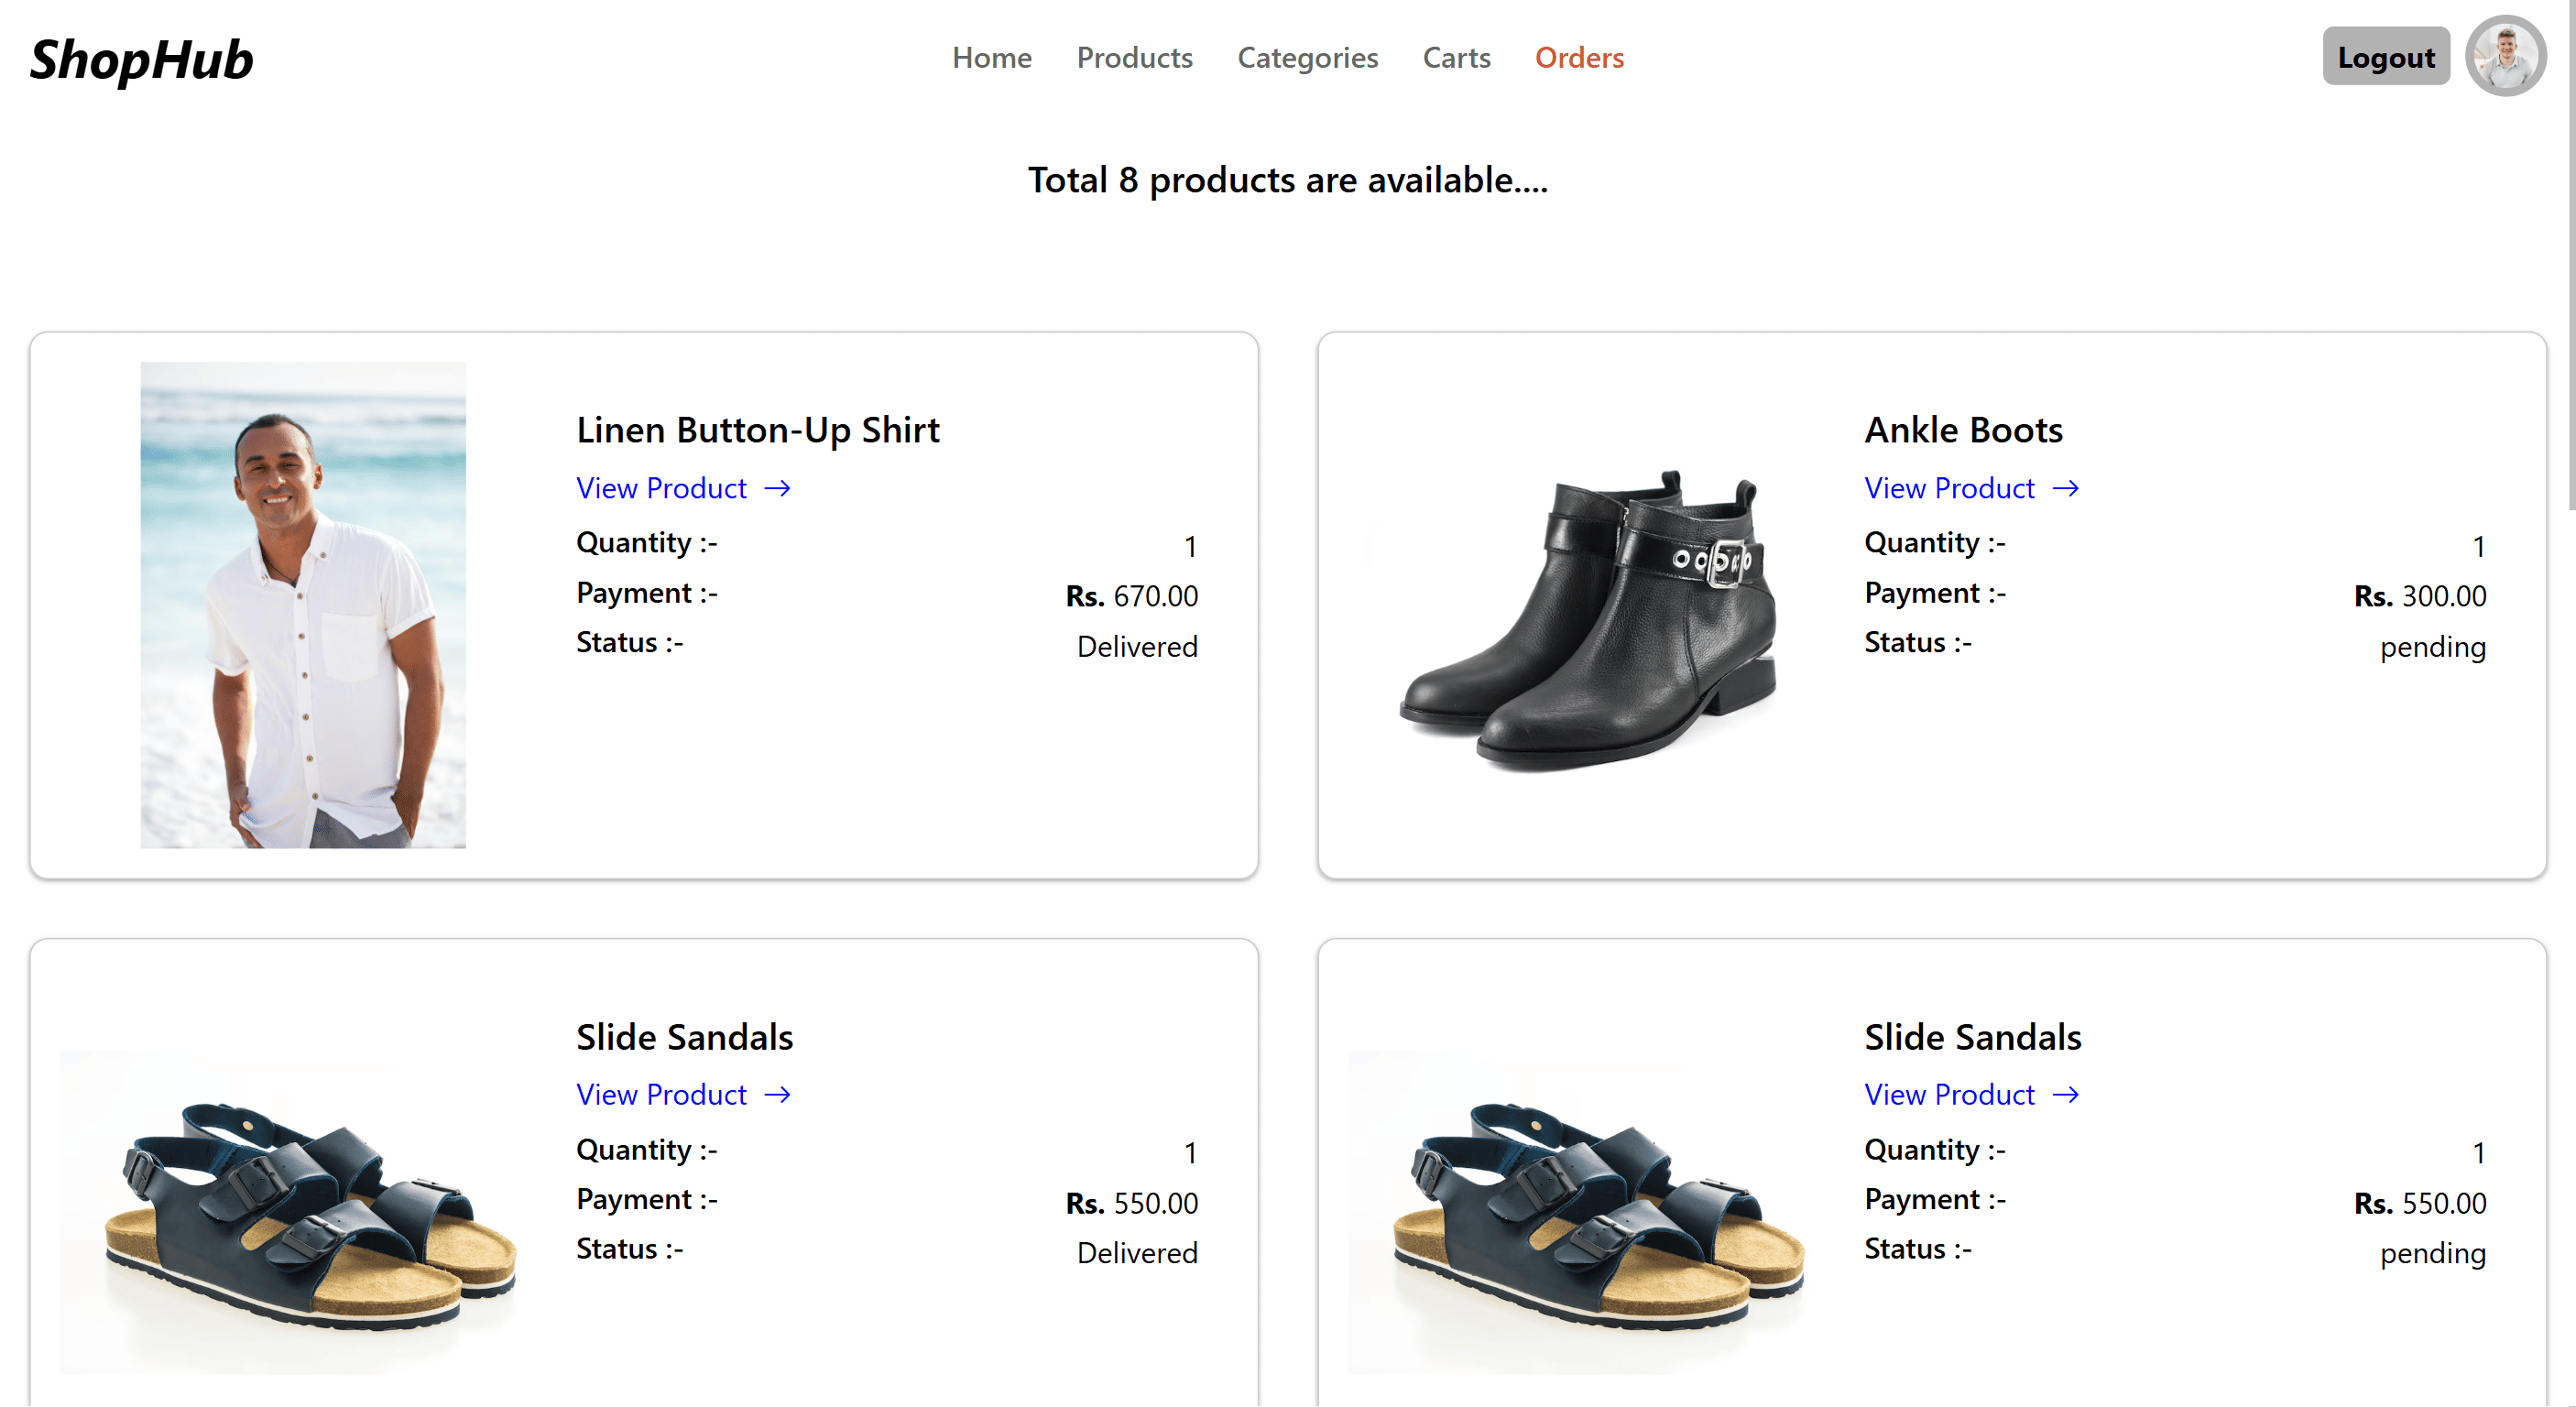 ShopHub
Home Products Categories Carts Orders
Logout
Total 8 products are available....
Linen Button-Up Shirt
View Product →
Quantity :- 1
Payment :- Rs. 670.00
Status :- Delivered
Ankle Boots
View Product →
Quantity :- 1
Payment :- Rs. 300.00
Status :- pending
Slide Sandals
View Product →
Quantity :- 1
Payment :- Rs. 550.00
Status :- Delivered
Slide Sandals
View Product →
Quantity :- 1
Payment :- Rs. 550.00
Status :- pending